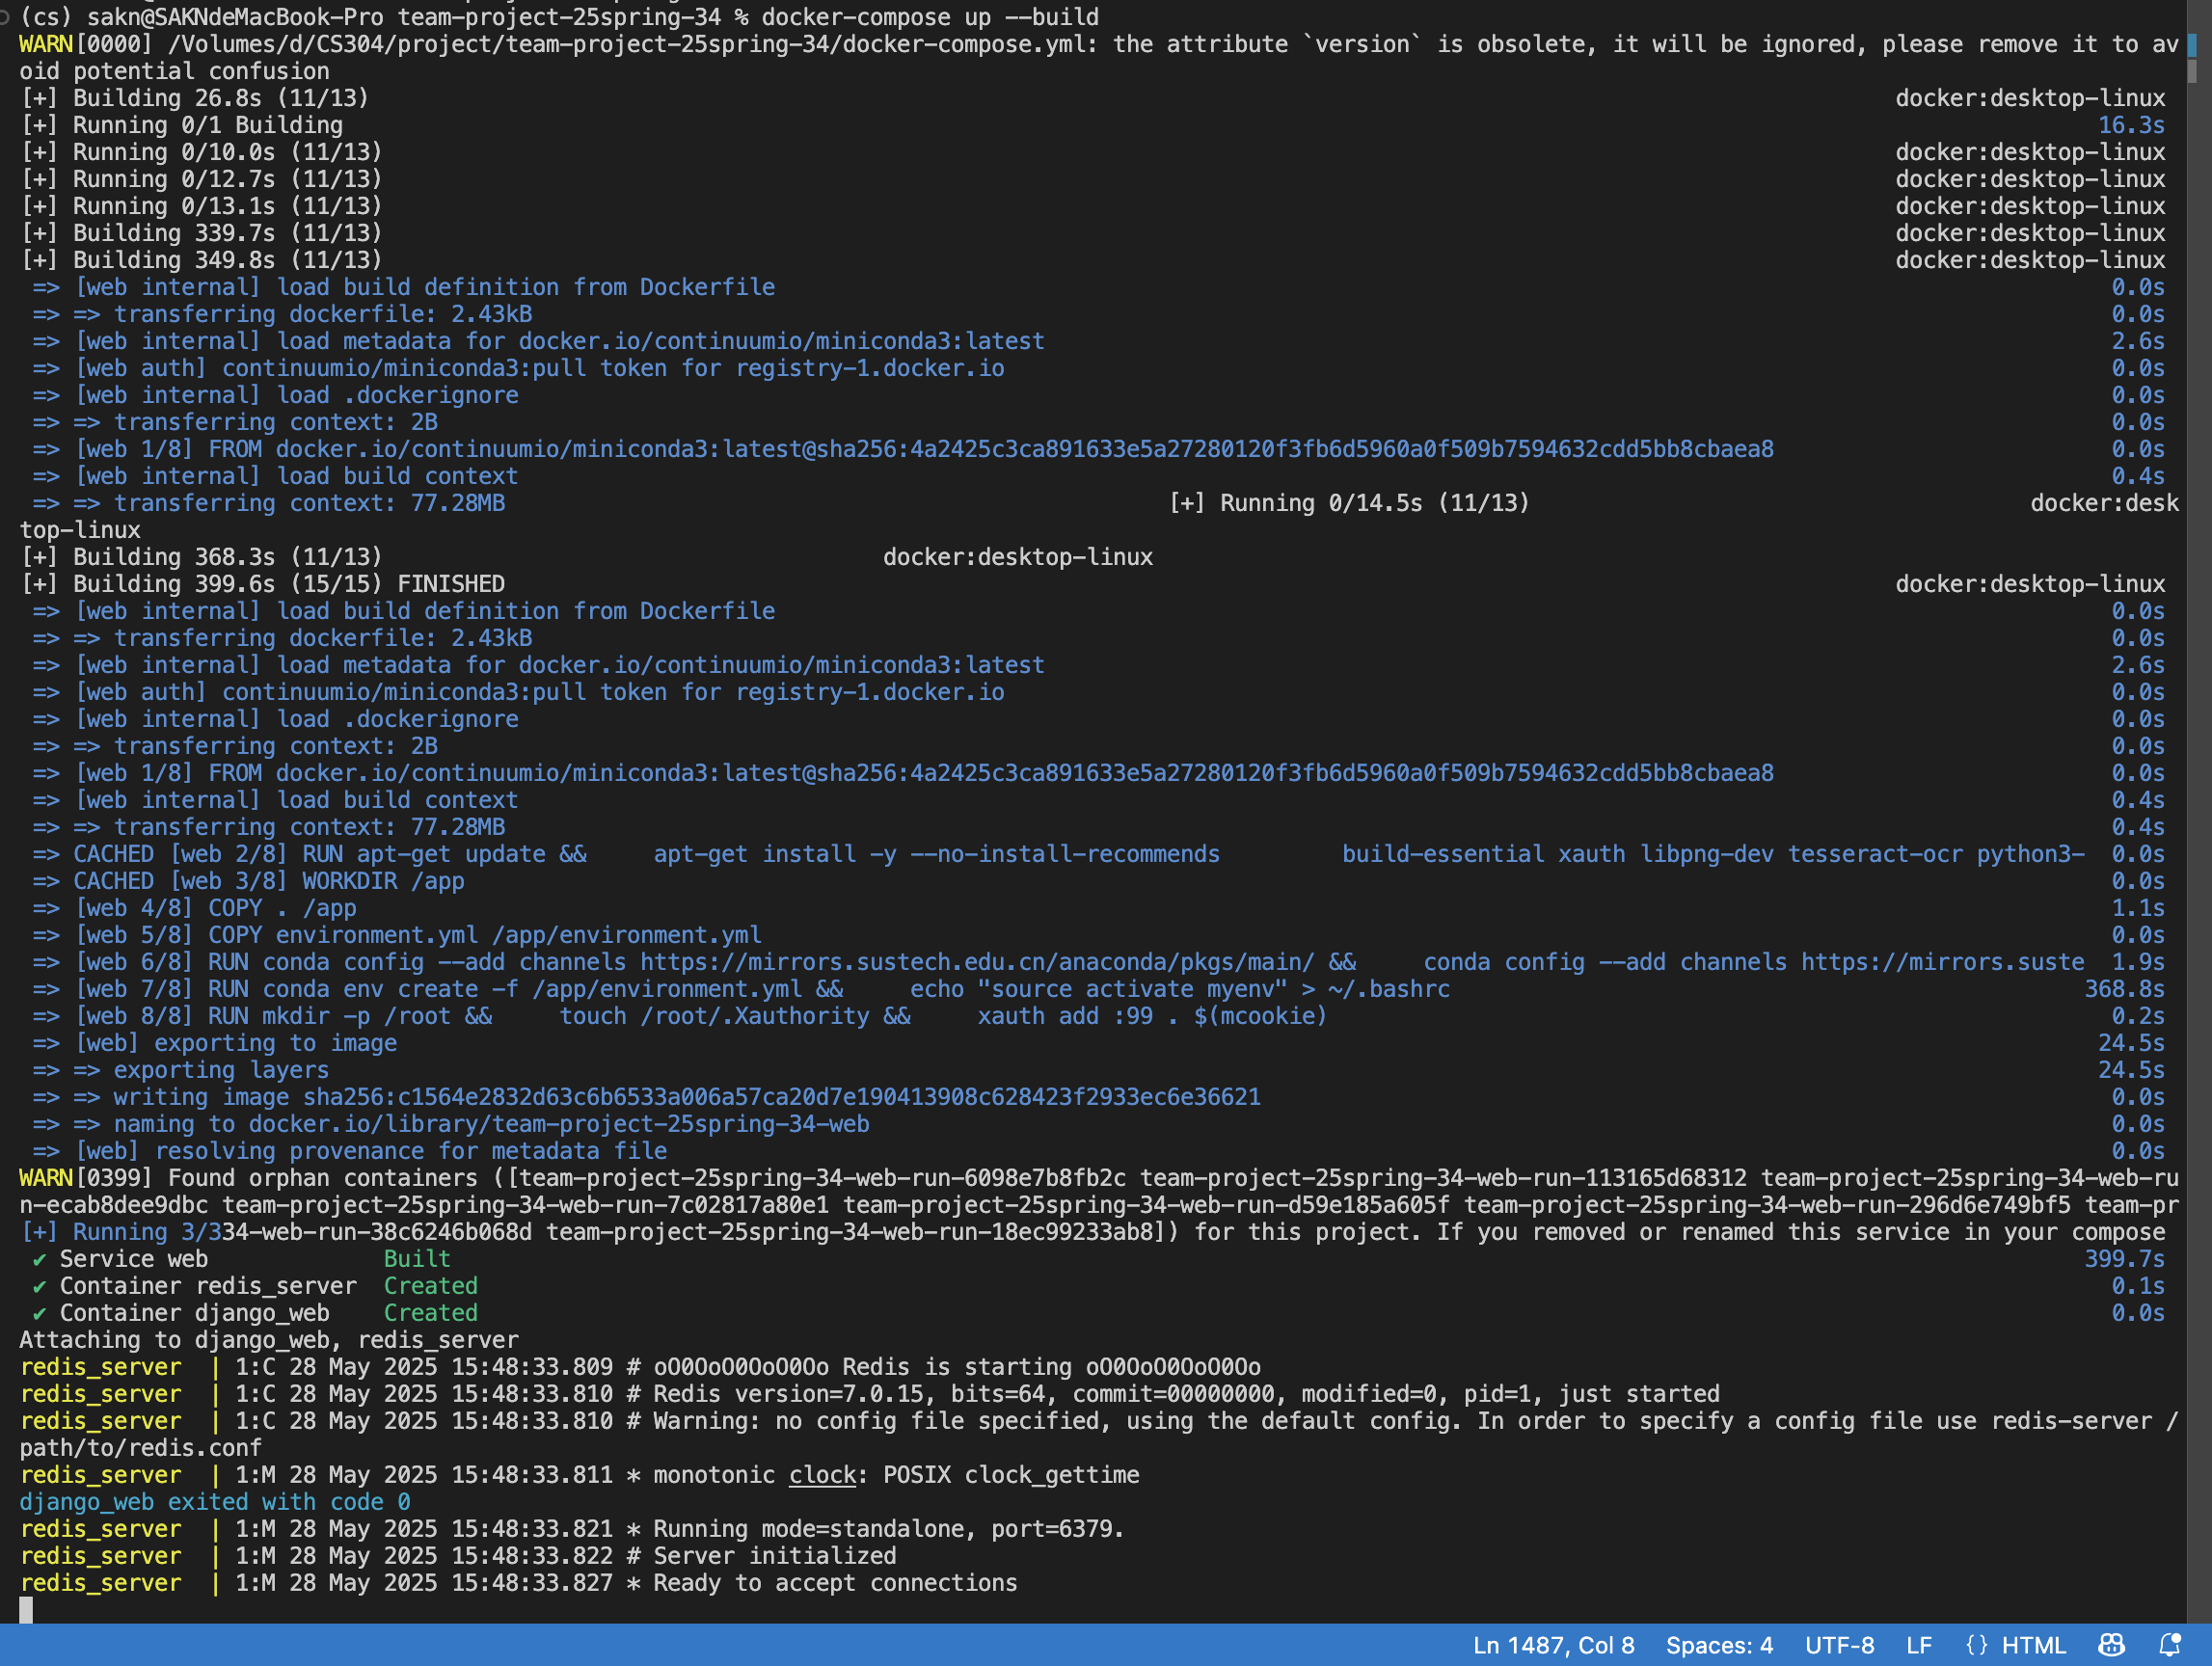 (cs) sakn@SAKNdeMacBook-Pro team-project-25spring-34 % docker-compose up --build
WARN[0000] /Volumes/d/CS304/project/team-project-25spring-34/docker-compose.yml: the attribute `version` is obsolete, it will be ignored, please remove it to av
oid potential confusion
[+] Building 26.8s (11/13) docker:desktop-linux
[+] Running 0/1 Building 16.3s
[+] Running 0/10.0s (11/13) docker:desktop-linux
[+] Running 0/12.7s (11/13) docker:desktop-linux
[+] Running 0/13.1s (11/13) docker:desktop-linux
[+] Building 339.7s (11/13) docker:desktop-linux
[+] Building 349.8s (11/13) docker:desktop-linux
=> [web internal] load build definition from Dockerfile 0.0s
=> => transferring dockerfile: 2.43kB 0.0s
=> [web internal] load metadata for docker.io/continuumio/miniconda3:latest 2.6s
=> [web auth] continuumio/miniconda3:pull token for registry-1.docker.io 0.0s
=> [web internal] load .dockerignore 0.0s
=> => transferring context: 2B 0.0s
=> [web 1/8] FROM docker.io/continuumio/miniconda3:latest@sha256:4a2425c3ca891633e5a27280120f3fb6d5960a0f509b7594632cdd5bb8cbaea8 0.0s
=> [web internal] load build context 0.4s
=> => transferring context: 77.28MB [+] Running 0/14.5s (11/13) docker:desk
top-linux
[+] Building 368.3s (11/13) docker:desktop-linux
[+] Building 399.6s (15/15) FINISHED docker:desktop-linux
=> [web internal] load build definition from Dockerfile 0.0s
=> => transferring dockerfile: 2.43kB 0.0s
=> [web internal] load metadata for docker.io/continuumio/miniconda3:latest 2.6s
=> [web auth] continuumio/miniconda3:pull token for registry-1.docker.io 0.0s
=> [web internal] load .dockerignore 0.0s
=> => transferring context: 2B 0.0s
=> [web 1/8] FROM docker.io/continuumio/miniconda3:latest@sha256:4a2425c3ca891633e5a27280120f3fb6d5960a0f509b7594632cdd5bb8cbaea8 0.0s
=> [web internal] load build context 0.4s
=> => transferring context: 77.28MB 0.4s
=> CACHED [web 2/8] RUN apt-get update && apt-get install -y --no-install-recommends build-essential xauth libpng-dev tesseract-ocr python3- 0.0s
=> CACHED [web 3/8] WORKDIR /app 0.0s
=> [web 4/8] COPY . /app 1.1s
=> [web 5/8] COPY environment.yml /app/environment.yml 0.0s
=> [web 6/8] RUN conda config --add channels https://mirrors.sustech.edu.cn/anaconda/pkgs/main/ && conda config --add channels https://mirrors.suste 1.9s
=> [web 7/8] RUN conda env create -f /app/environment.yml && echo "source activate myenv" > ~/.bashrc 368.8s
=> [web 8/8] RUN mkdir -p /root && touch /root/.Xauthority && xauth add :99 . $(mcookie) 0.2s
=> [web] exporting to image 24.5s
=> => exporting layers 24.5s
=> => writing image sha256:c1564e2832d63c6b6533a006a57ca20d7e190413908c628423f2933ec6e36621 0.0s
=> => naming to docker.io/library/team-project-25spring-34-web 0.0s
=> [web] resolving provenance for metadata file 0.0s
WARN[0399] Found orphan containers ([team-project-25spring-34-web-run-6098e7b8fb2c team-project-25spring-34-web-run-113165d68312 team-project-25spring-34-web-ru
n-ecab8dee9dbc team-project-25spring-34-web-run-7c02817a80e1 team-project-25spring-34-web-run-d59e185a605f team-project-25spring-34-web-run-296d6e749bf5 team-pr
[+] Running 3/334-web-run-38c6246b068d team-project-25spring-34-web-run-18ec99233ab8]) for this project. If you removed or renamed this service in your compose
✔ Service web Built 399.7s
✔ Container redis_server Created 0.1s
✔ Container django_web Created 0.0s
Attaching to django_web, redis_server
redis_server | 1:C 28 May 2025 15:48:33.809 # oO0OoO0OoO0Oo Redis is starting oO0OoO0OoO0Oo
redis_server | 1:C 28 May 2025 15:48:33.810 # Redis version=7.0.15, bits=64, commit=00000000, modified=0, pid=1, just started
redis_server | 1:C 28 May 2025 15:48:33.810 # Warning: no config file specified, using the default config. In order to specify a config file use redis-server /
path/to/redis.conf
redis_server | 1:M 28 May 2025 15:48:33.811 * monotonic clock: POSIX clock_gettime
django_web exited with code 0
redis_server | 1:M 28 May 2025 15:48:33.821 * Running mode=standalone, port=6379.
redis_server | 1:M 28 May 2025 15:48:33.822 # Server initialized
redis_server | 1:M 28 May 2025 15:48:33.827 * Ready to accept connections
Ln 1487, Col 8 Spaces: 4 UTF-8 LF {} HTML